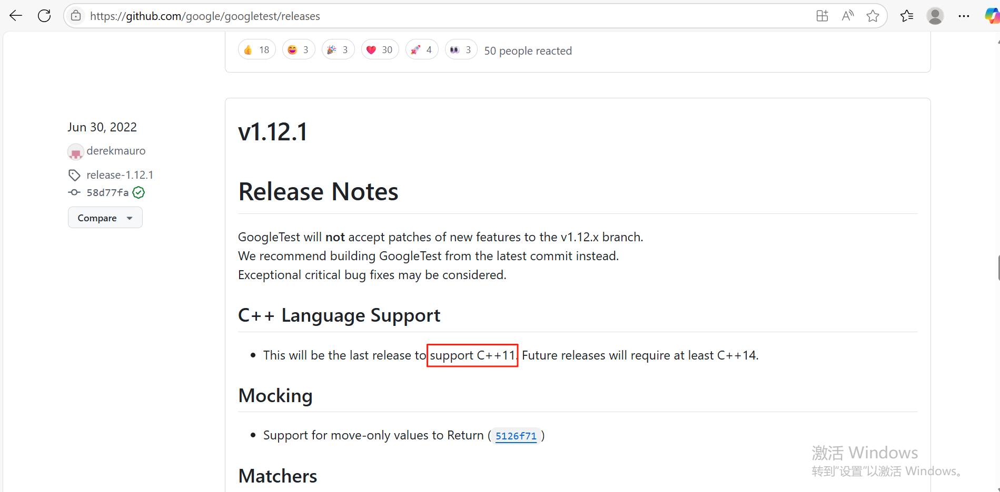 https://github.com/google/googletest/releases
👍 18 😄 3 🎉 3 ❤️ 30 🚀 4 👀 3 50 people reacted
Jun 30, 2022
derekmauro
release-1.12.1
58d77fa
Compare
v1.12.1
Release Notes
GoogleTest will not accept patches of new features to the v1.12.x branch.
We recommend building GoogleTest from the latest commit instead.
Exceptional critical bug fixes may be considered.
C++ Language Support
• This will be the last release to support C++11. Future releases will require at least C++14.
Mocking
• Support for move-only values to Return (5126f71)
Matchers
激活 Windows
转到“设置”以激活 Windows。